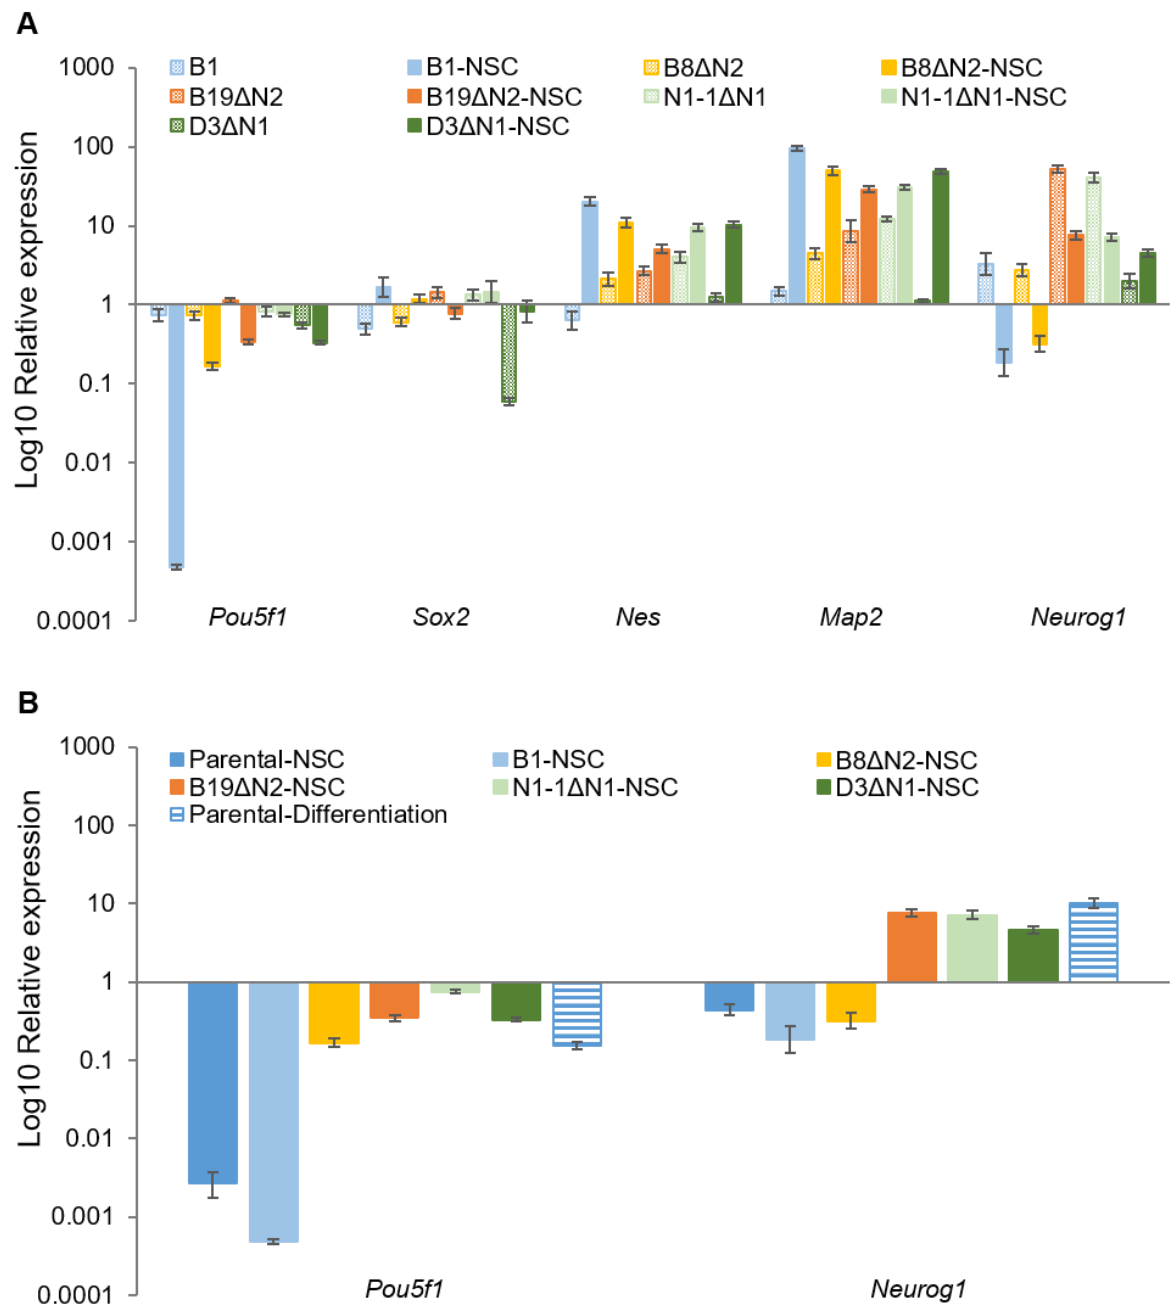 A
B1 B1-NSC B8ΔN2 B8ΔN2-NSC
B19ΔN2 B19ΔN2-NSC N1-1ΔN1 N1-1ΔN1-NSC
D3ΔN1 D3ΔN1-NSC
Log10 Relative expression
1000
100
10
1
0.1
0.01
0.001
0.0001
Pou5f1 Sox2 Nes Map2 Neurog1
B
Parental-NSC B1-NSC B8ΔN2-NSC
B19ΔN2-NSC N1-1ΔN1-NSC D3ΔN1-NSC
Parental-Differentiation
Log10 Relative expression
1000
100
10
1
0.1
0.01
0.001
0.0001
Pou5f1 Neurog1